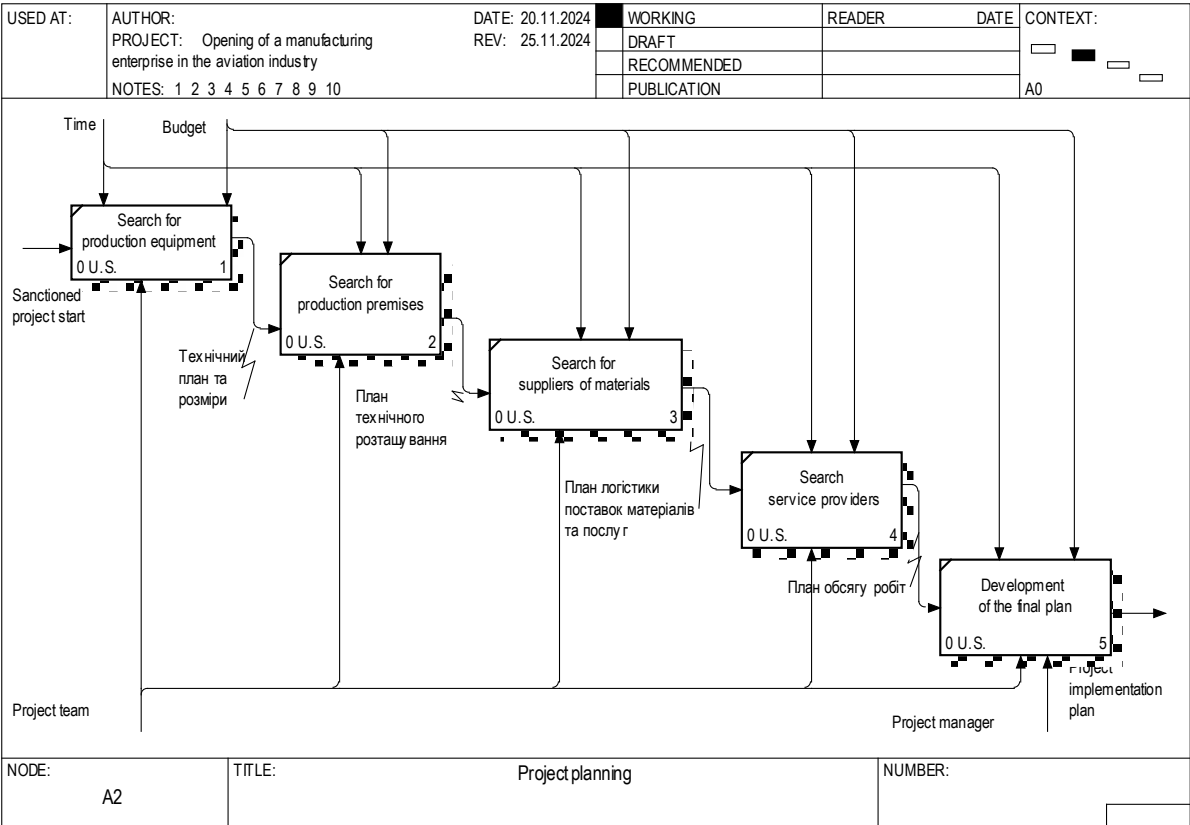 USED AT:
AUTHOR:
DATE: 20.11.2024
PROJECT: Opening of a manufacturing
enterprise in the aviation industry
REV: 25.11.2024
NOTES: 1 2 3 4 5 6 7 8 9 10
WORKING
DRAFT
RECOMMENDED
PUBLICATION
READER
DATE
CONTEXT:
A0
Time
Budget
Search for
production equipment
0 U.S. 1
Sanctioned
project start
Search for
production premises
0 U.S. 2
Технічний
план та
розміри
Search for
suppliers of materials
0 U.S. 3
План
технічного
розташування
Search
service providers
0 U.S. 4
План логістики
поставок матеріалів
та послуг
Development
of the final plan
0 U.S. 5
План обсягу робіт
Project
implementation
plan
Project team
Project manager
NODE:
A2
TITLE:
Project planning
NUMBER: